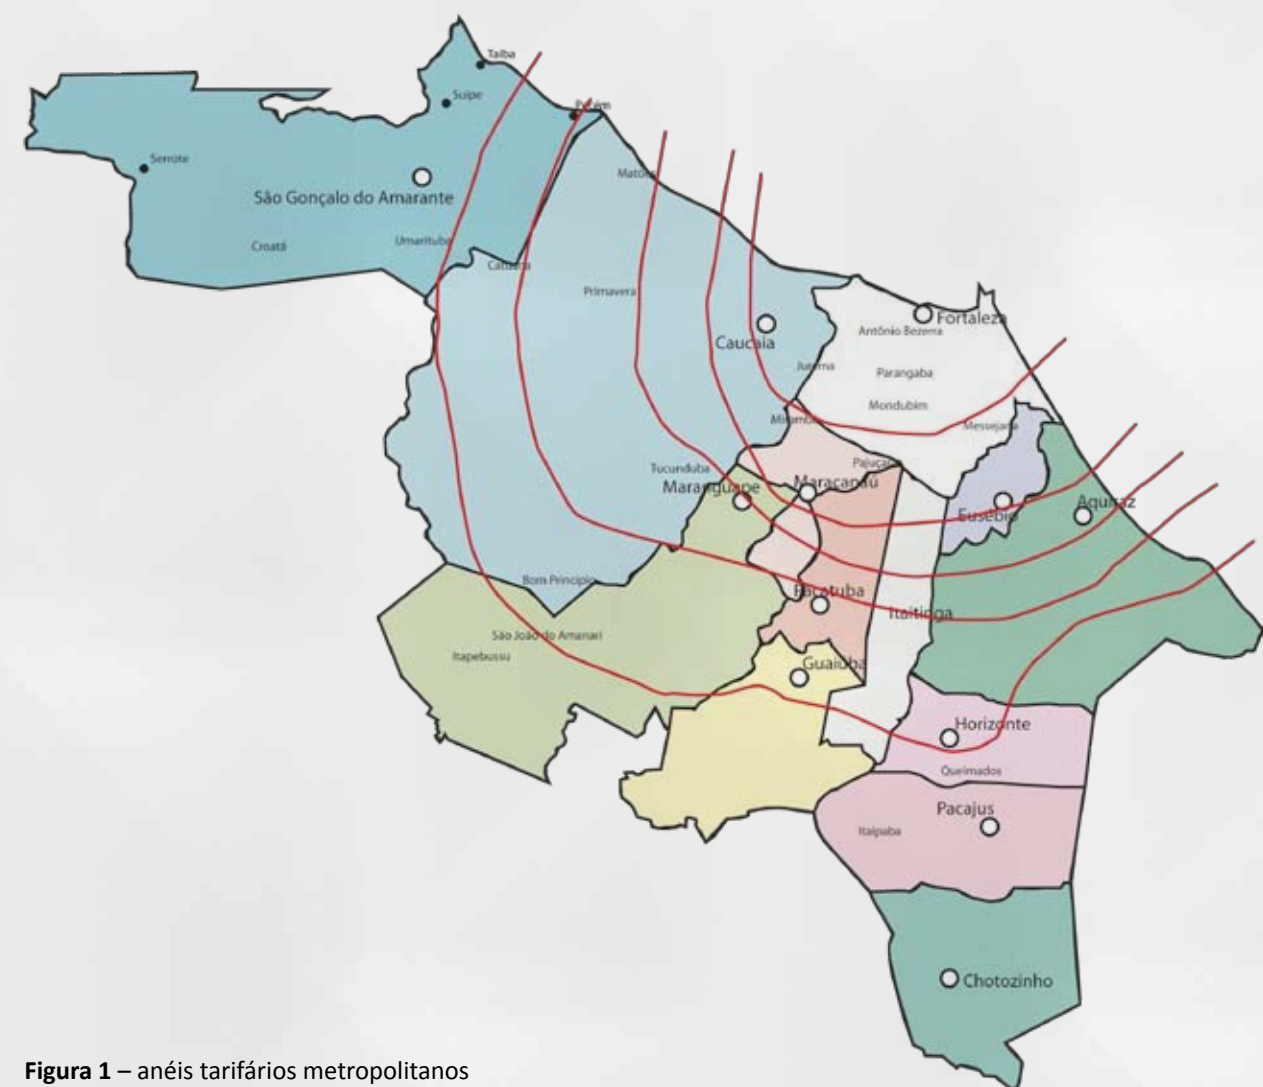 Taíba
Suipe
Pecém
Serrote
Matões
São Gonçalo do Amarante
Croatá
Umarituba
Catuana
Primavera
Fortaleza
Antônio Bezerra
Caucaia
Jurema
Parangaba
Mondubim
Mirambé
Messejana
Pajuçara
Tucunduba
Maranguape
Maracanaú
Eusébio
Aquiraz
Bom Princípio
Pacatuba
Itaitinga
São João do Amanari
Itapebussu
Guaiúba
Horizonte
Queimados
Pacajus
Itaipaba
Chotozinho
Figura 1 – anéis tarifários metropolitanos